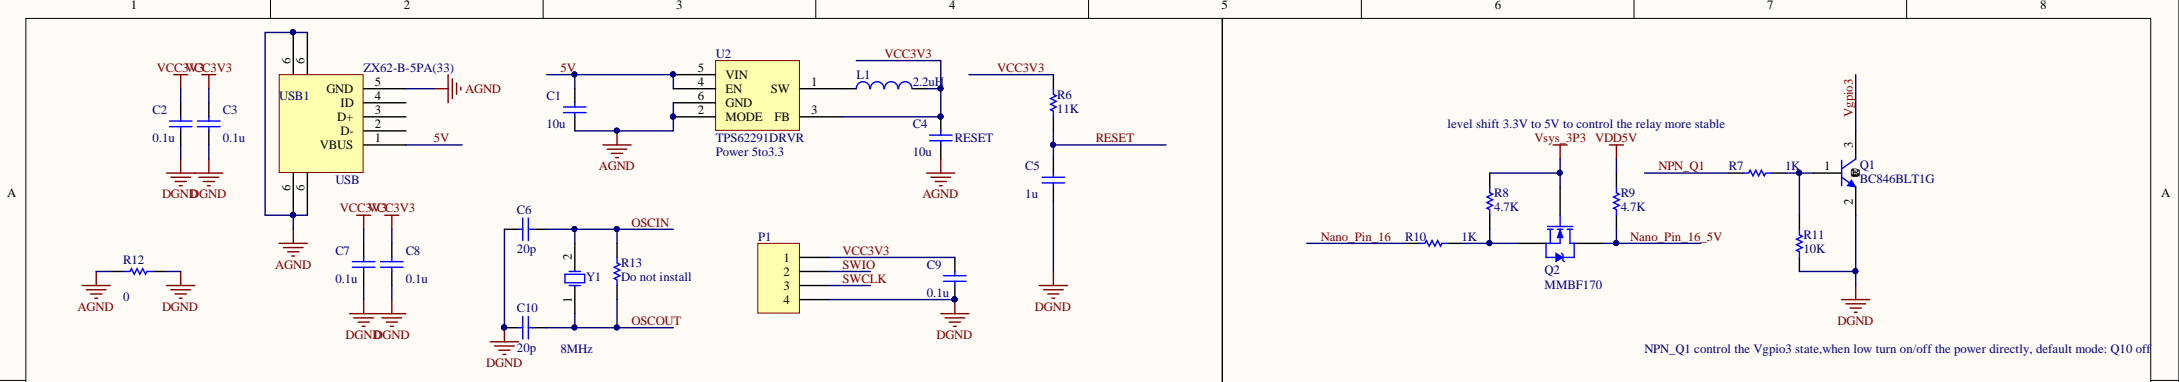 1 2 3 4 5 6 7 8
A
A
VCC3V3 VCC3V3
C2
0.1u
C3
0.1u
DGND DGND
6 6
ZX62-B-5PA(33)
USB1
GND 5
ID 4
D+ 3
D- 2
VBUS 1
AGND
5V
USB
6 6
AGND
VCC3V3 VCC3V3
C7
0.1u
C8
0.1u
DGND DGND
R12
0
AGND DGND
5V
C1
10u
AGND
U2
5 VIN
4 EN
6 GND
2 MODE
SW 1
FB 3
TPS62291DRVR
Power 5to3.3
VCC3V3
L1
2.2uH
C4
10u
RESET
AGND
VCC3V3
R6
11K
RESET
C5
1u
DGND
C6
20p
OSCIN
2
Y1
1
R13
Do not install
C10
20p
OSCOUT
8MHz
DGND
P1
1 VCC3V3
2 SWIO
3 SWCLK
4
C9
0.1u
DGND
level shift 3.3V to 5V to control the relay more stable
Vsys_3P3 VDD5V
R8
4.7K
R9
4.7K
Nano_Pin_16 R10 1K
Nano_Pin_16_5V
Q2
MMBF170
Vgpio3
NPN_Q1 R7 1K
1
3
2
Q1
BC846BLT1G
R11
10K
DGND
NPN_Q1 control the Vgpio3 state,when low turn on/off the power directly, default mode: Q10 off